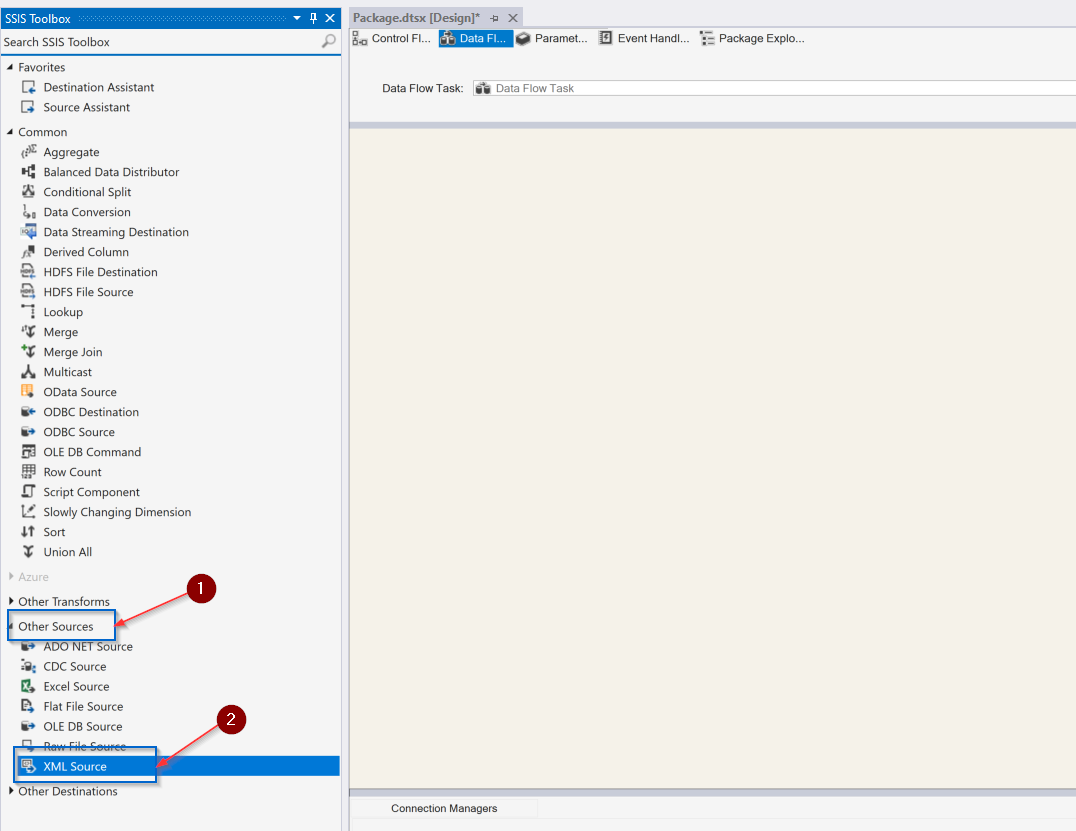 SSIS Toolbox
Search SSIS Toolbox
Favorites
Destination Assistant
Source Assistant
Common
Aggregate
Balanced Data Distributor
Conditional Split
Data Conversion
Data Streaming Destination
Derived Column
HDFS File Destination
HDFS File Source
Lookup
Merge
Merge Join
Multicast
OData Source
ODBC Destination
ODBC Source
OLE DB Command
Row Count
Script Component
Slowly Changing Dimension
Sort
Union All
Azure
1
Other Transforms
Other Sources
ADO NET Source
CDC Source
Excel Source
Flat File Source
2
OLE DB Source
Raw File Source
XML Source
Other Destinations
Package.dtsx [Design]*
Control Fl... Data Fl... Paramet... Event Handl... Package Explo...
Data Flow Task: Data Flow Task
Connection Managers